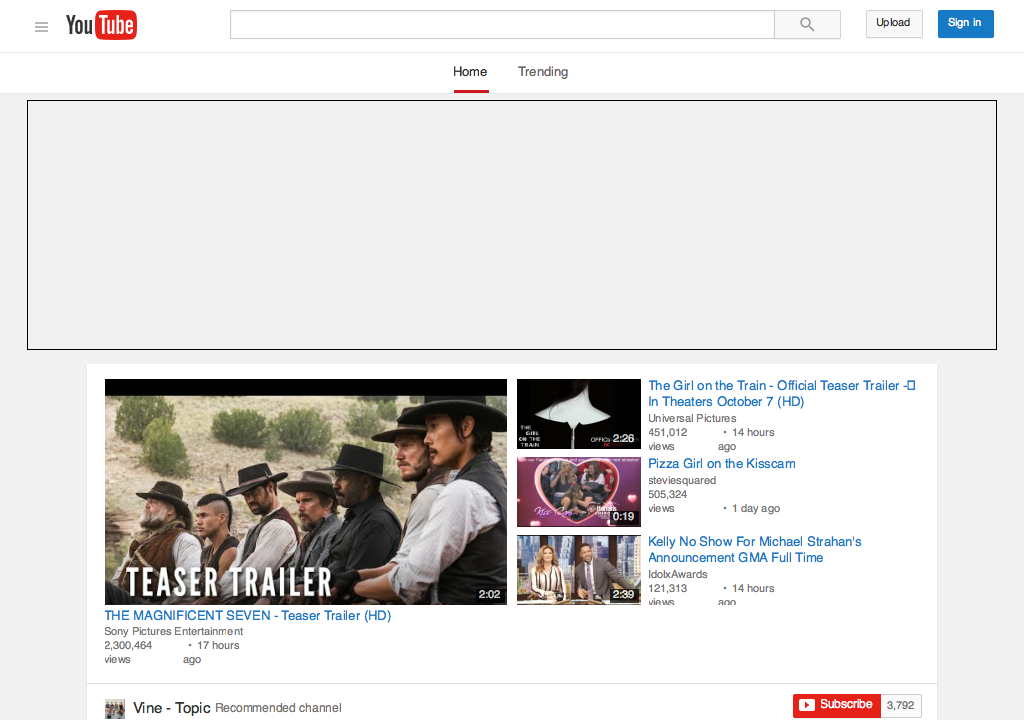 YouTube
Upload
Sign in
Home
Trending
TEASER TRAILER
2:02
THE MAGNIFICENT SEVEN - Teaser Trailer (HD)
Sony Pictures Entertainment
2,300,464 views • 17 hours ago
THE GIRL ON THE TRAIN
2:26
The Girl on the Train - Official Teaser Trailer -
In Theaters October 7 (HD)
Universal Pictures
451,012 views • 14 hours ago
Kiss Cam
0:19
Pizza Girl on the Kisscam
steviesquared
505,324 views • 1 day ago
2:39
Kelly No Show For Michael Strahan's
Announcement GMA Full Time
IdolxAwards
121,313 views • 14 hours ago
Vine - Topic Recommended channel
Subscribe 3,792